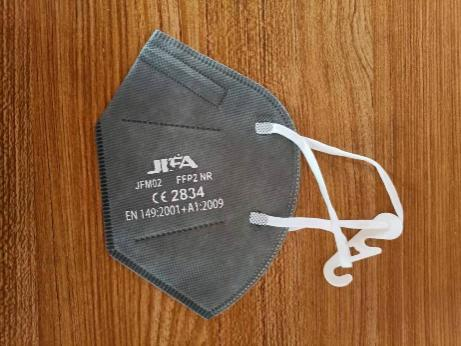 JIFA
JFM02 FFP2 NR
CE 2834
EN 149:2001+A1:2009